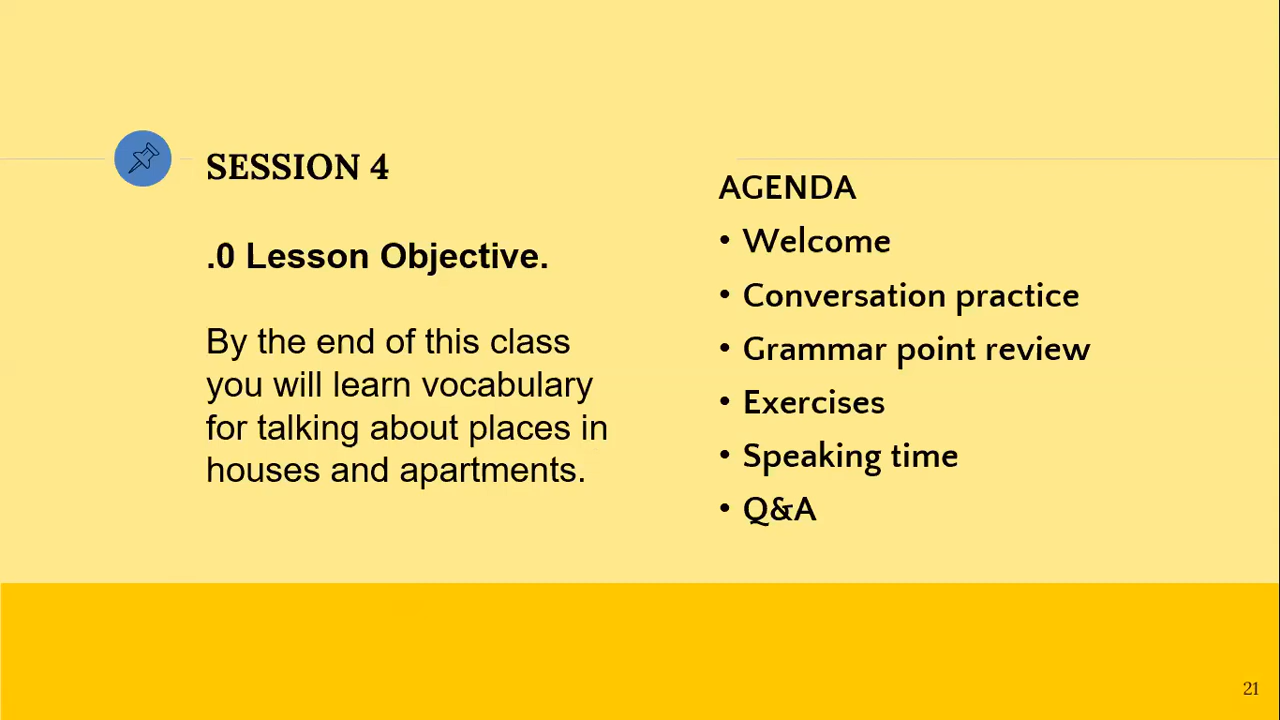 SESSION 4
.0 Lesson Objective.
By the end of this class
you will learn vocabulary
for talking about places in
houses and apartments.
AGENDA
• Welcome
• Conversation practice
• Grammar point review
• Exercises
• Speaking time
• Q&A
21